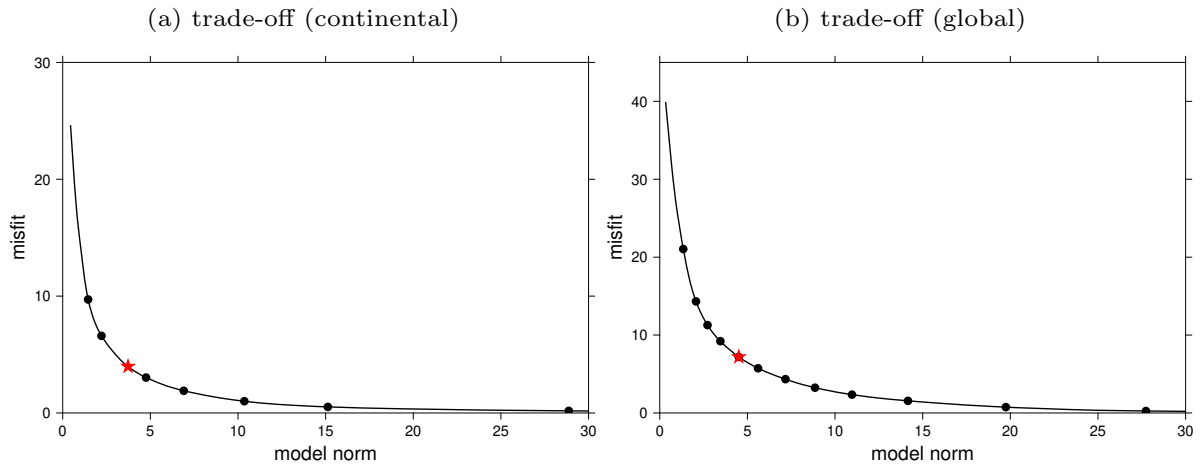 (a) trade-off (continental)
30
20
10
0
misfit
0 5 10 15 20 25 30
model norm
(b) trade-off (global)
40
30
20
10
0
misfit
0 5 10 15 20 25 30
model norm